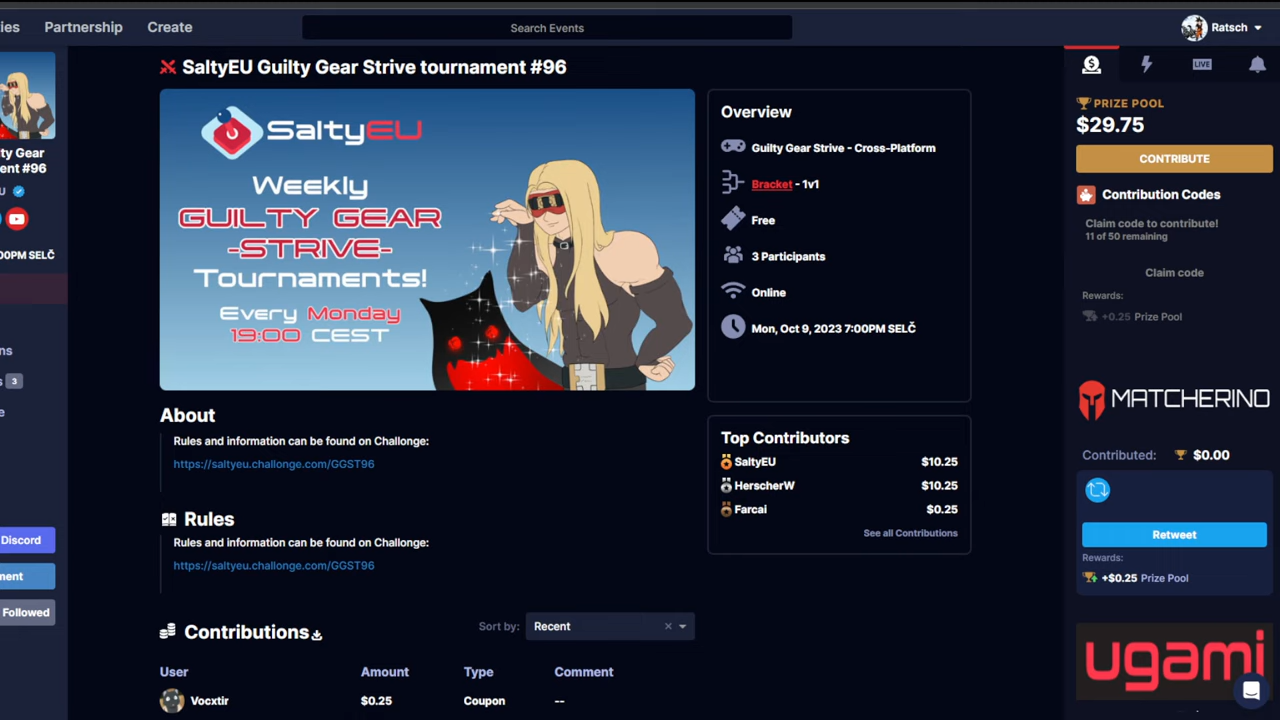 ies
Partnership
Create
Search Events
Ratsch
ty Gear
ent #96
U
0PM SELČ
ns
s 3
e
Discord
ment
Followed
SaltyEU Guilty Gear Strive tournament #96
SaltyEU
Weekly
GUILTY GEAR
-STRIVE-
Tournaments!
Every Monday
19:00 CEST
Overview
Guilty Gear Strive - Cross-Platform
Bracket - 1v1
Free
3 Participants
Online
Mon, Oct 9, 2023 7:00PM SELČ
Top Contributors
SaltyEU $10.25
HerscherW $10.25
Farcai $0.25
See all Contributions
About
Rules and information can be found on Challonge:
https://saltyeu.challonge.com/GGST96
Rules
Rules and information can be found on Challonge:
https://saltyeu.challonge.com/GGST96
Contributions
Sort by: Recent
User Amount Type Comment
Vocxtir $0.25 Coupon --
LIVE
PRIZE POOL
$29.75
CONTRIBUTE
Contribution Codes
Claim code to contribute!
11 of 50 remaining
Claim code
Rewards:
+0.25 Prize Pool
MATCHERINO
Contributed: $0.00
Retweet
Rewards:
+$0.25 Prize Pool
ugami